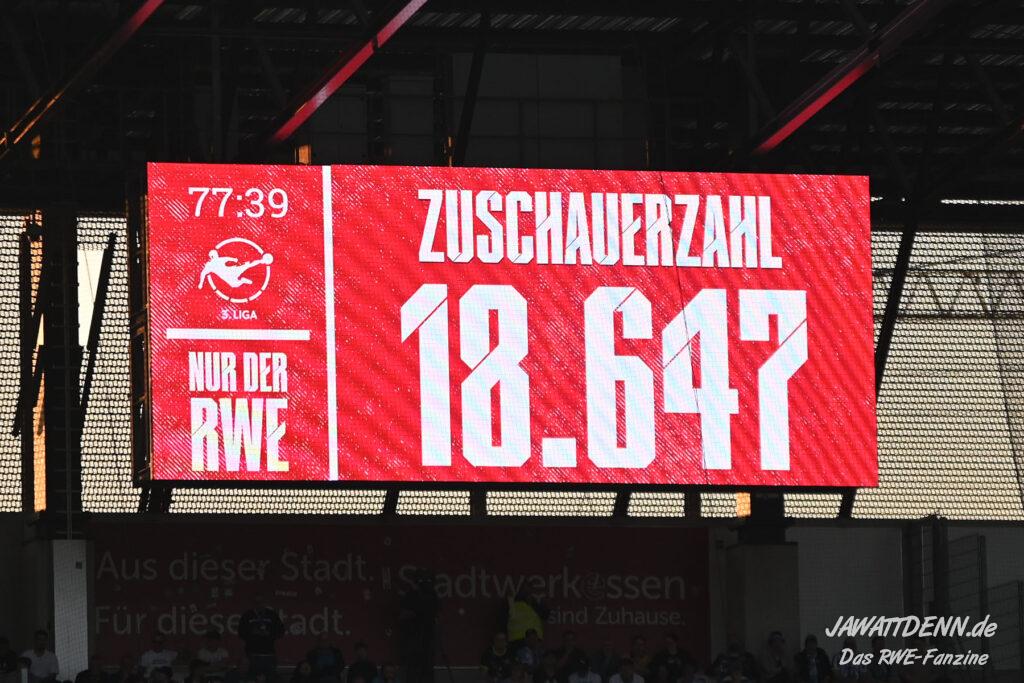 77:39
3. LIGA
NUR DER
RWE
ZUSCHAUERZAHL
18.647
Aus dieser Stadt.
Für diese Stadt.
Stadtwerke Essen
sind Zuhause.
JAWATTDENN.de
Das RWE-Fanzine